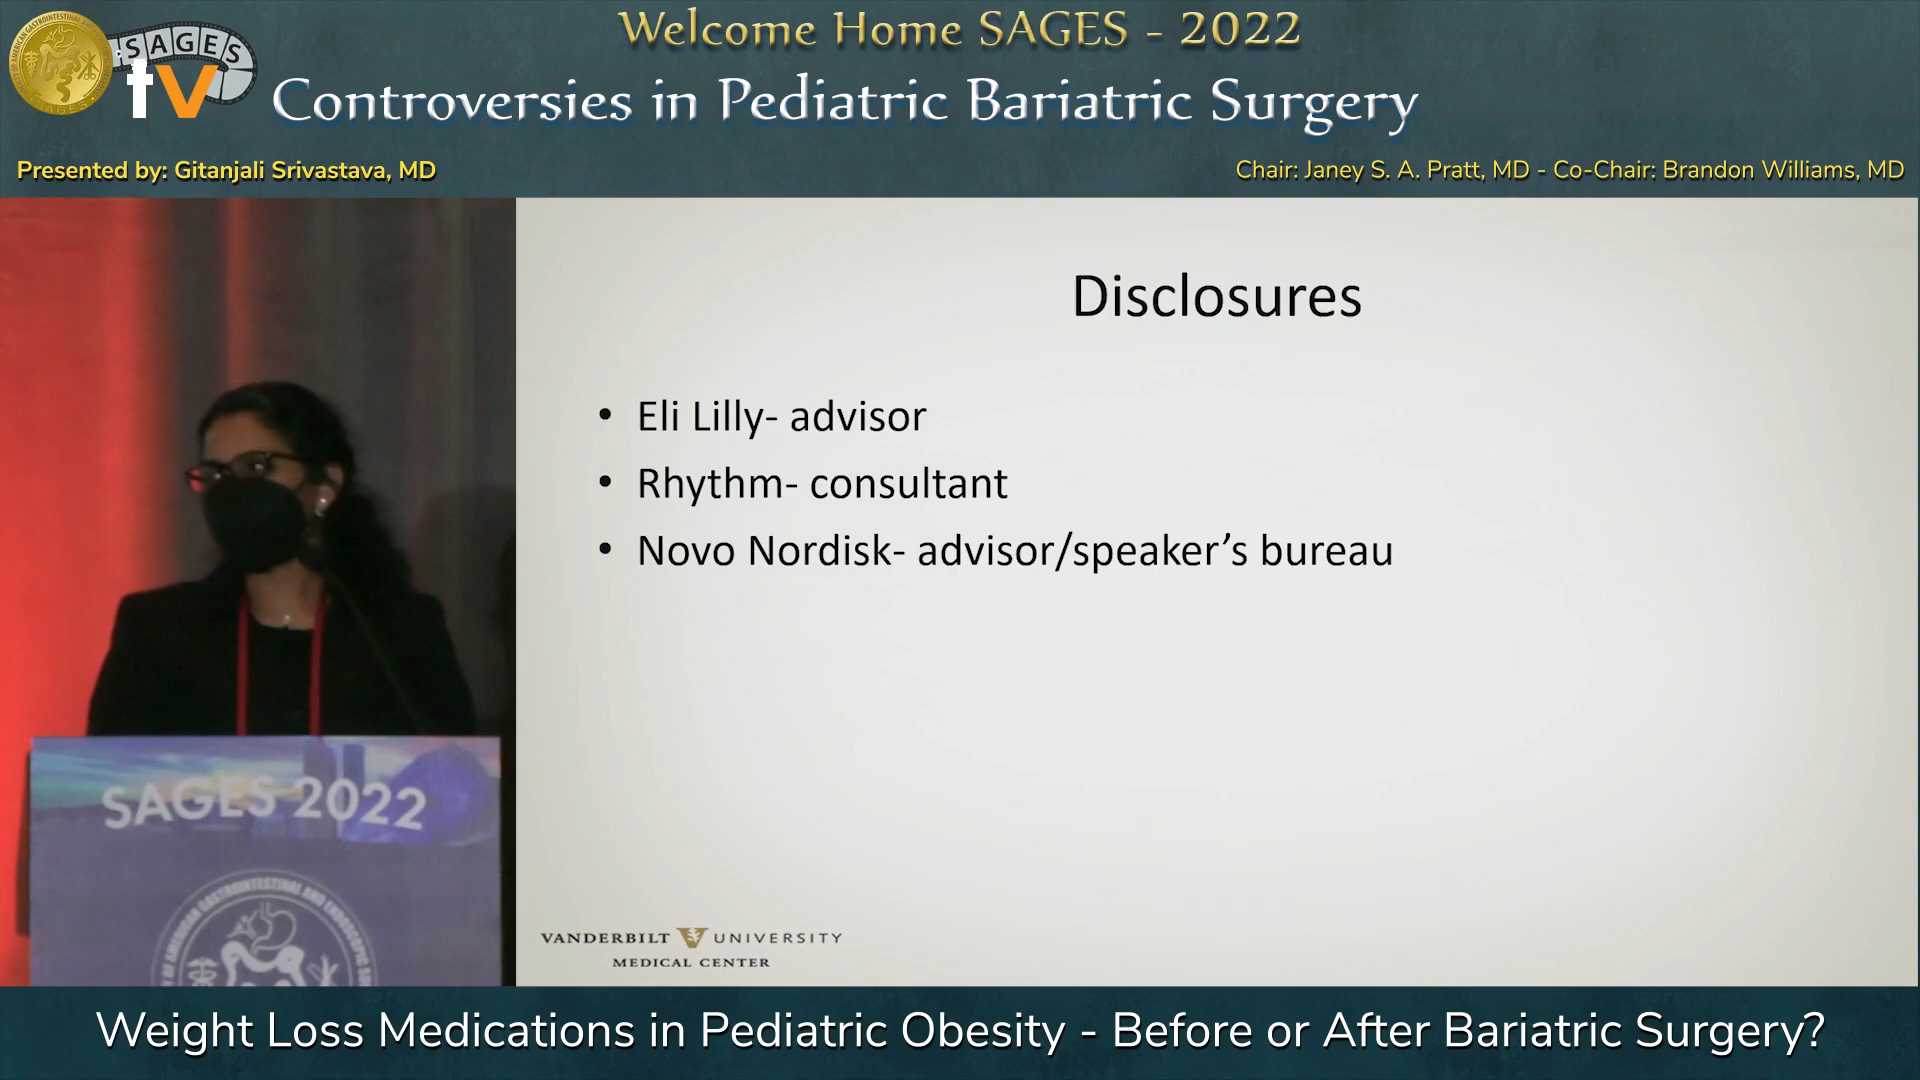 Welcome Home SAGES - 2022
SAGES
tv
Controversies in Pediatric Bariatric Surgery
Presented by: Gitanjali Srivastava, MD
Chair: Janey S. A. Pratt, MD - Co-Chair: Brandon Williams, MD
Disclosures
• Eli Lilly- advisor
• Rhythm- consultant
• Novo Nordisk- advisor/speaker’s bureau
SAGES 2022
VANDERBILT V UNIVERSITY
MEDICAL CENTER
Weight Loss Medications in Pediatric Obesity - Before or After Bariatric Surgery?